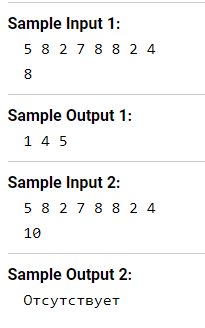 Sample Input 1:
5 8 2 7 8 8 2 4
8
Sample Output 1:
1 4 5
Sample Input 2:
5 8 2 7 8 8 2 4
10
Sample Output 2:
Отсутствует